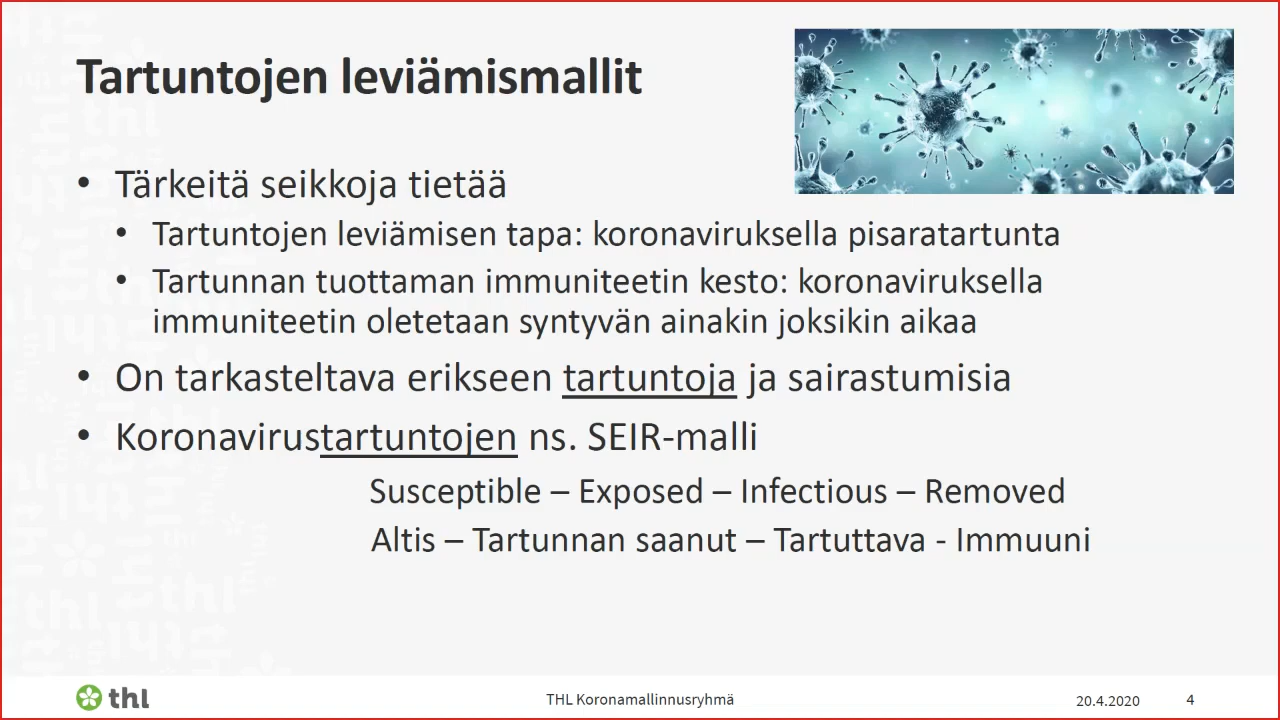 Tartuntojen leviämismallit
• Tärkeitä seikkoja tietää
• Tartuntojen leviämisen tapa: koronaviruksella pisaratartunta
• Tartunnan tuottaman immuniteetin kesto: koronaviruksella
immuniteetin oletetaan syntyvän ainakin joksikin aikaa
• On tarkasteltava erikseen tartuntoja ja sairastumisia
• Koronavirustartuntojen ns. SEIR-malli
Susceptible – Exposed – Infectious – Removed
Altis – Tartunnan saanut – Tartuttava - Immuuni
thl
THL Koronamallinnusryhmä
20.4.2020
4